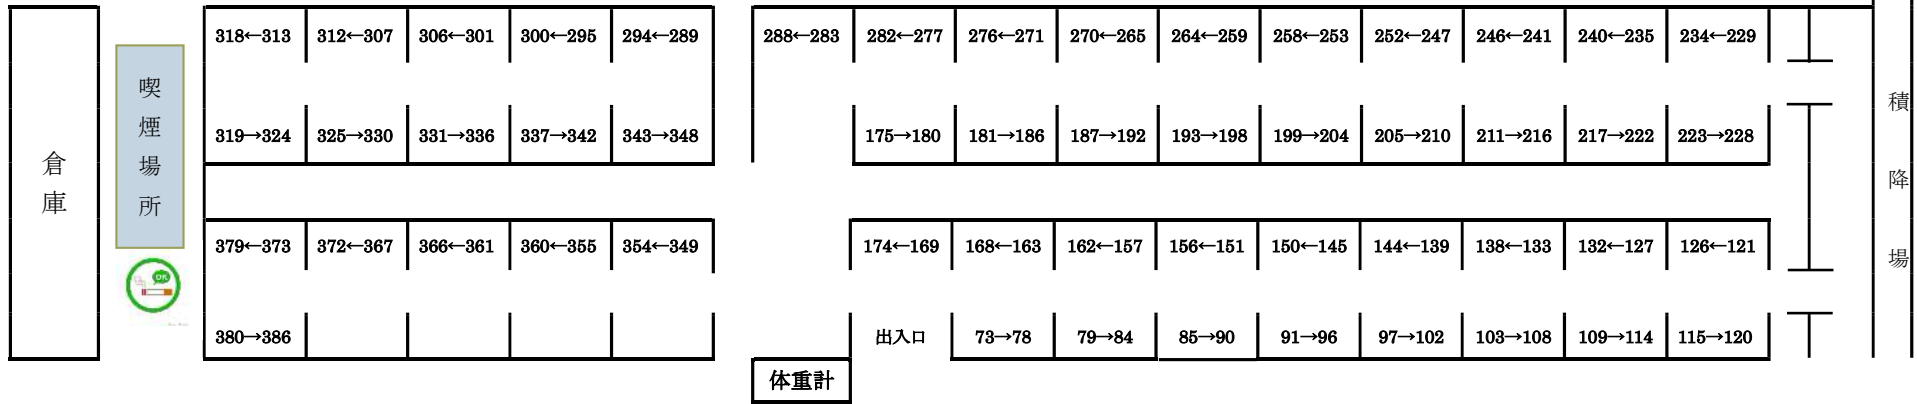 318←313 312←307 306←301 300←295 294←289 288←283 282←277 276←271 270←265 264←259 258←253 252←247 246←241 240←235 234←229
319→324 325→330 331→336 337→342 343→348 175→180 181→186 187→192 193→198 199→204 205→210 211→216 217→222 223→228
379←373 372←367 366←361 360←355 354←349 174←169 168←163 162←157 156←151 150←145 144←139 138←133 132←127 126←121
380→386 出入口 73→78 79→84 85→90 91→96 97→102 103→108 109→114 115→120
体重計
倉庫
喫煙場所
OK
積降場